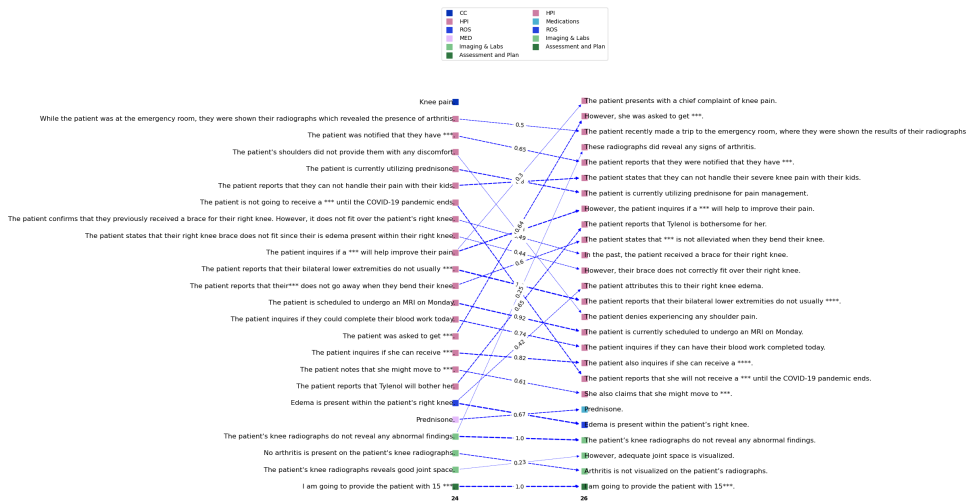 CC
HPI
ROS
MED
Imaging & Labs
Assessment and Plan
HPI
Medications
ROS
Imaging & Labs
Assessment and Plan
Knee pain.
While the patient was at the emergency room, they were shown their radiographs which revealed the presence of arthritis.
The patient was notified that they have ***.
The patient's shoulders did not provide them with any discomfort.
The patient is currently utilizing prednisone.
The patient reports that they can not handle their pain with their kids.
The patient is not going to receive a *** until the COVID-19 pandemic ends.
The patient confirms that they previously received a brace for their right knee. However, it does not fit over the patient's right knee.
The patient states that their right knee brace does not fit since their is edema present within their right knee.
The patient inquires if a *** will help improve their pain.
The patient reports that their bilateral lower extremities do not usually ***.
The patient reports that their*** does not go away when they bend their knee.
The patient is scheduled to undergo an MRI on Monday.
The patient inquires if they could complete their blood work today.
The patient was asked to get ***.
The patient inquires if she can receive ***.
The patient notes that she might move to ***.
The patient reports that Tylenol will bother her.
Edema is present within the patient's right knee.
Prednisone.
The patient's knee radiographs do not reveal any abnormal findings.
No arthritis is present on the patient's knee radiographs.
The patient's knee radiographs reveals good joint space.
I am going to provide the patient with 15 ***.
24
0.5
0.65
0.3
0.64
.49
0.44
0.6
0.25
0.65
0.92
0.74
0.42
0.82
0.61
0.67
1.0
0.23
1.0
The patient presents with a chief complaint of knee pain.
However, she was asked to get ***.
The patient recently made a trip to the emergency room, where they were shown the results of their radiographs
These radiographs did reveal any signs of arthritis.
The patient reports that they were notified that they have ***.
The patient states that they can not handle their severe knee pain with their kids.
The patient is currently utilizing prednisone for pain management.
However, the patient inquires if a *** will help to improve their pain.
The patient reports that Tylenol is bothersome for her.
The patient states that *** is not alleviated when they bend their knee.
In the past, the patient received a brace for their right knee.
However, their brace does not correctly fit over their right knee.
The patient attributes this to their right knee edema.
The patient reports that their bilateral lower extremities do not usually ****.
The patient denies experiencing any shoulder pain.
The patient is currently scheduled to undergo an MRI on Monday.
The patient inquires if they can have their blood work completed today.
The patient also inquires if she can receive a ****.
The patient reports that she will not receive a *** until the COVID-19 pandemic ends.
She also claims that she might move to ***.
Prednisone.
Edema is present within the patient's right knee.
The patient's knee radiographs do not reveal any abnormal findings.
However, adequate joint space is visualized.
Arthritis is not visualized on the patient's radiographs.
I am going to provide the patient with 15***.
26